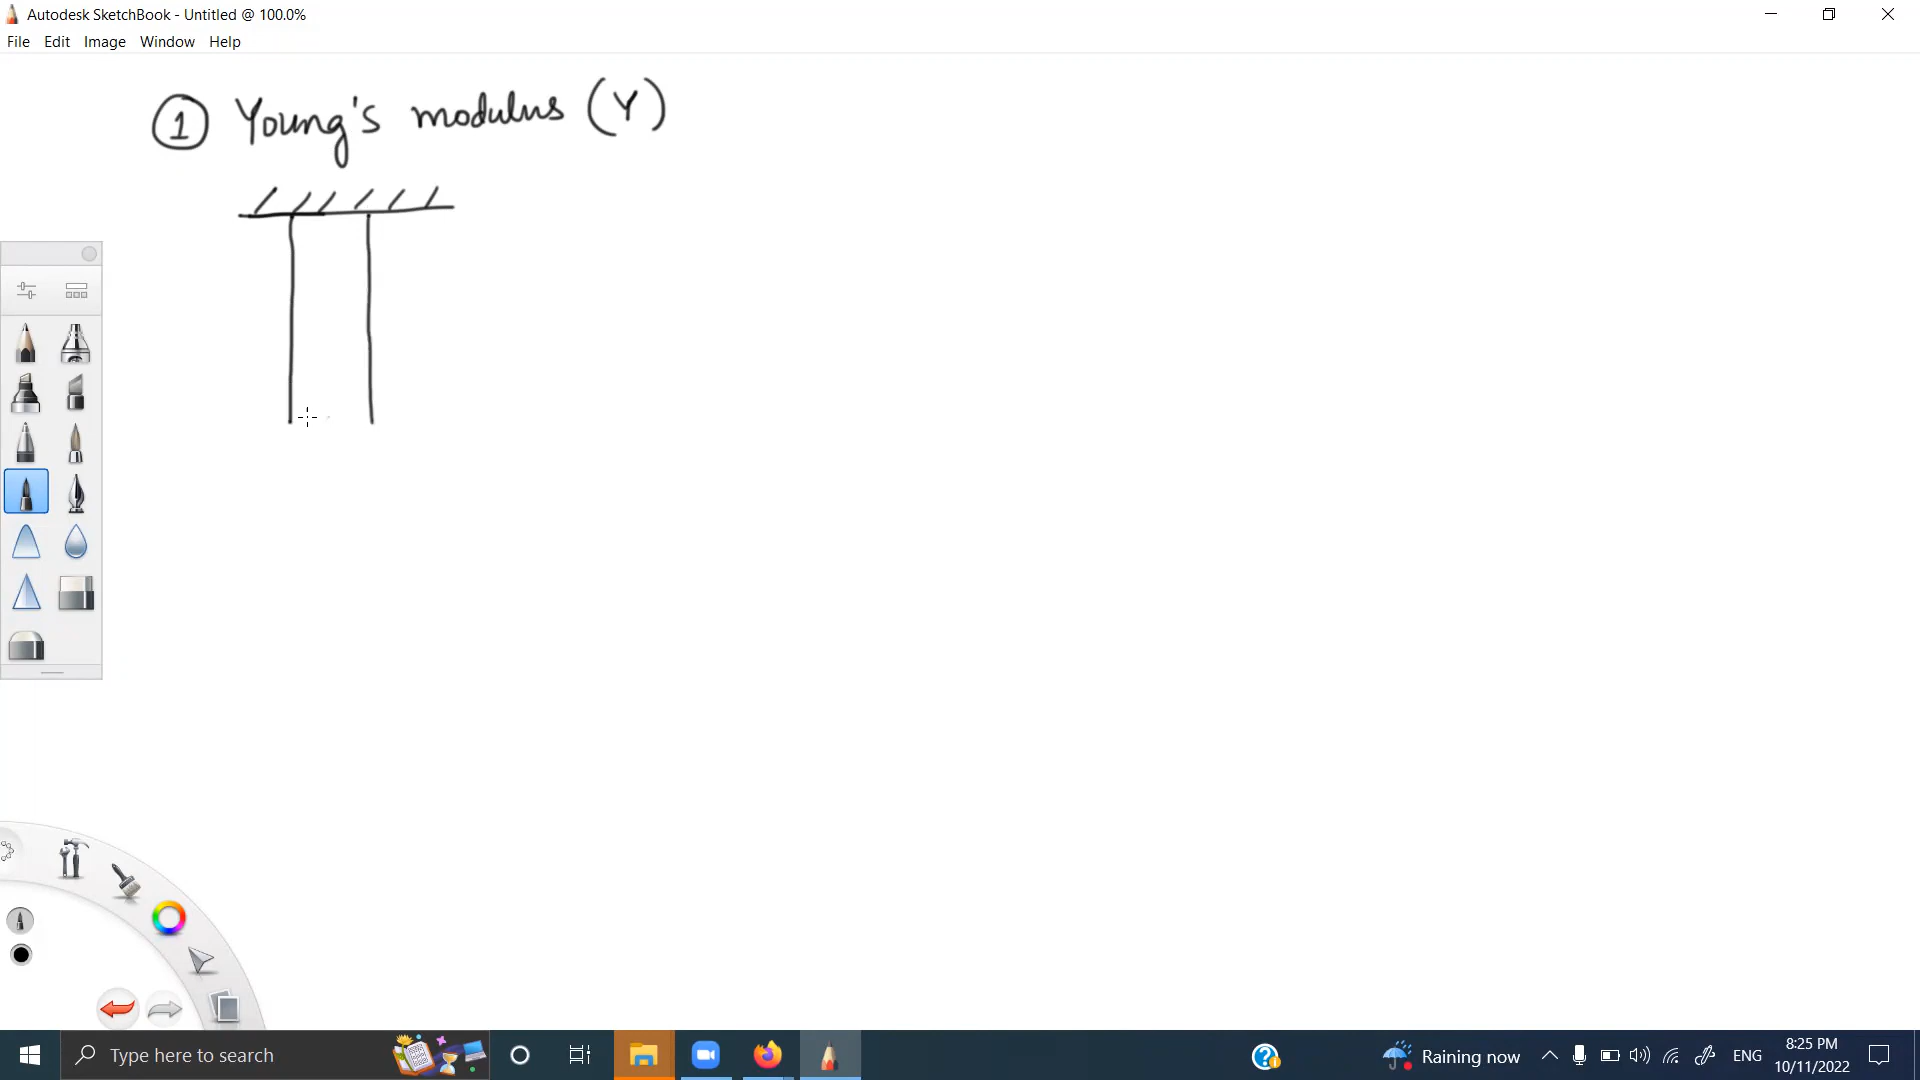 Autodesk SketchBook - Untitled @ 100.0%
File Edit Image Window Help
① Young's modulus (Y)
Type here to search
Raining now
ENG
8:25 PM
10/11/2022